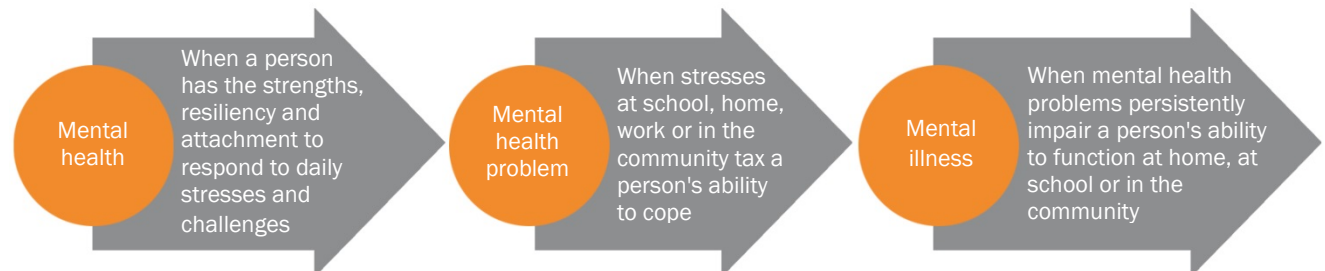 Mental
health
When a person
has the strengths,
resiliency and
attachment to
respond to daily
stresses and
challenges
Mental
health
problem
When stresses
at school, home,
work or in the
community tax a
person's ability
to cope
Mental
illness
When mental health
problems persistently
impair a person's ability
to function at home, at
school or in the
community